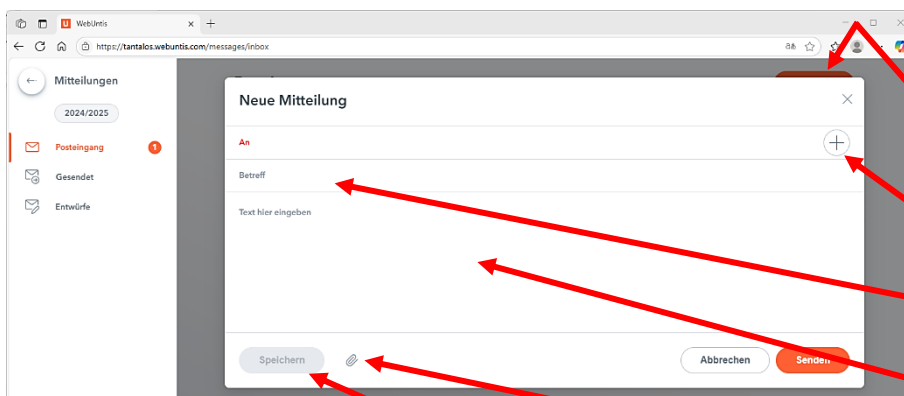 WebUntis
https://tantalos.webuntis.com/messages/inbox
Mitteilungen
2024/2025
Posteingang 1
Gesendet
Entwürfe
Neue Mitteilung
An
Betreff
Text hier eingeben
Speichern
Abbrechen
Senden